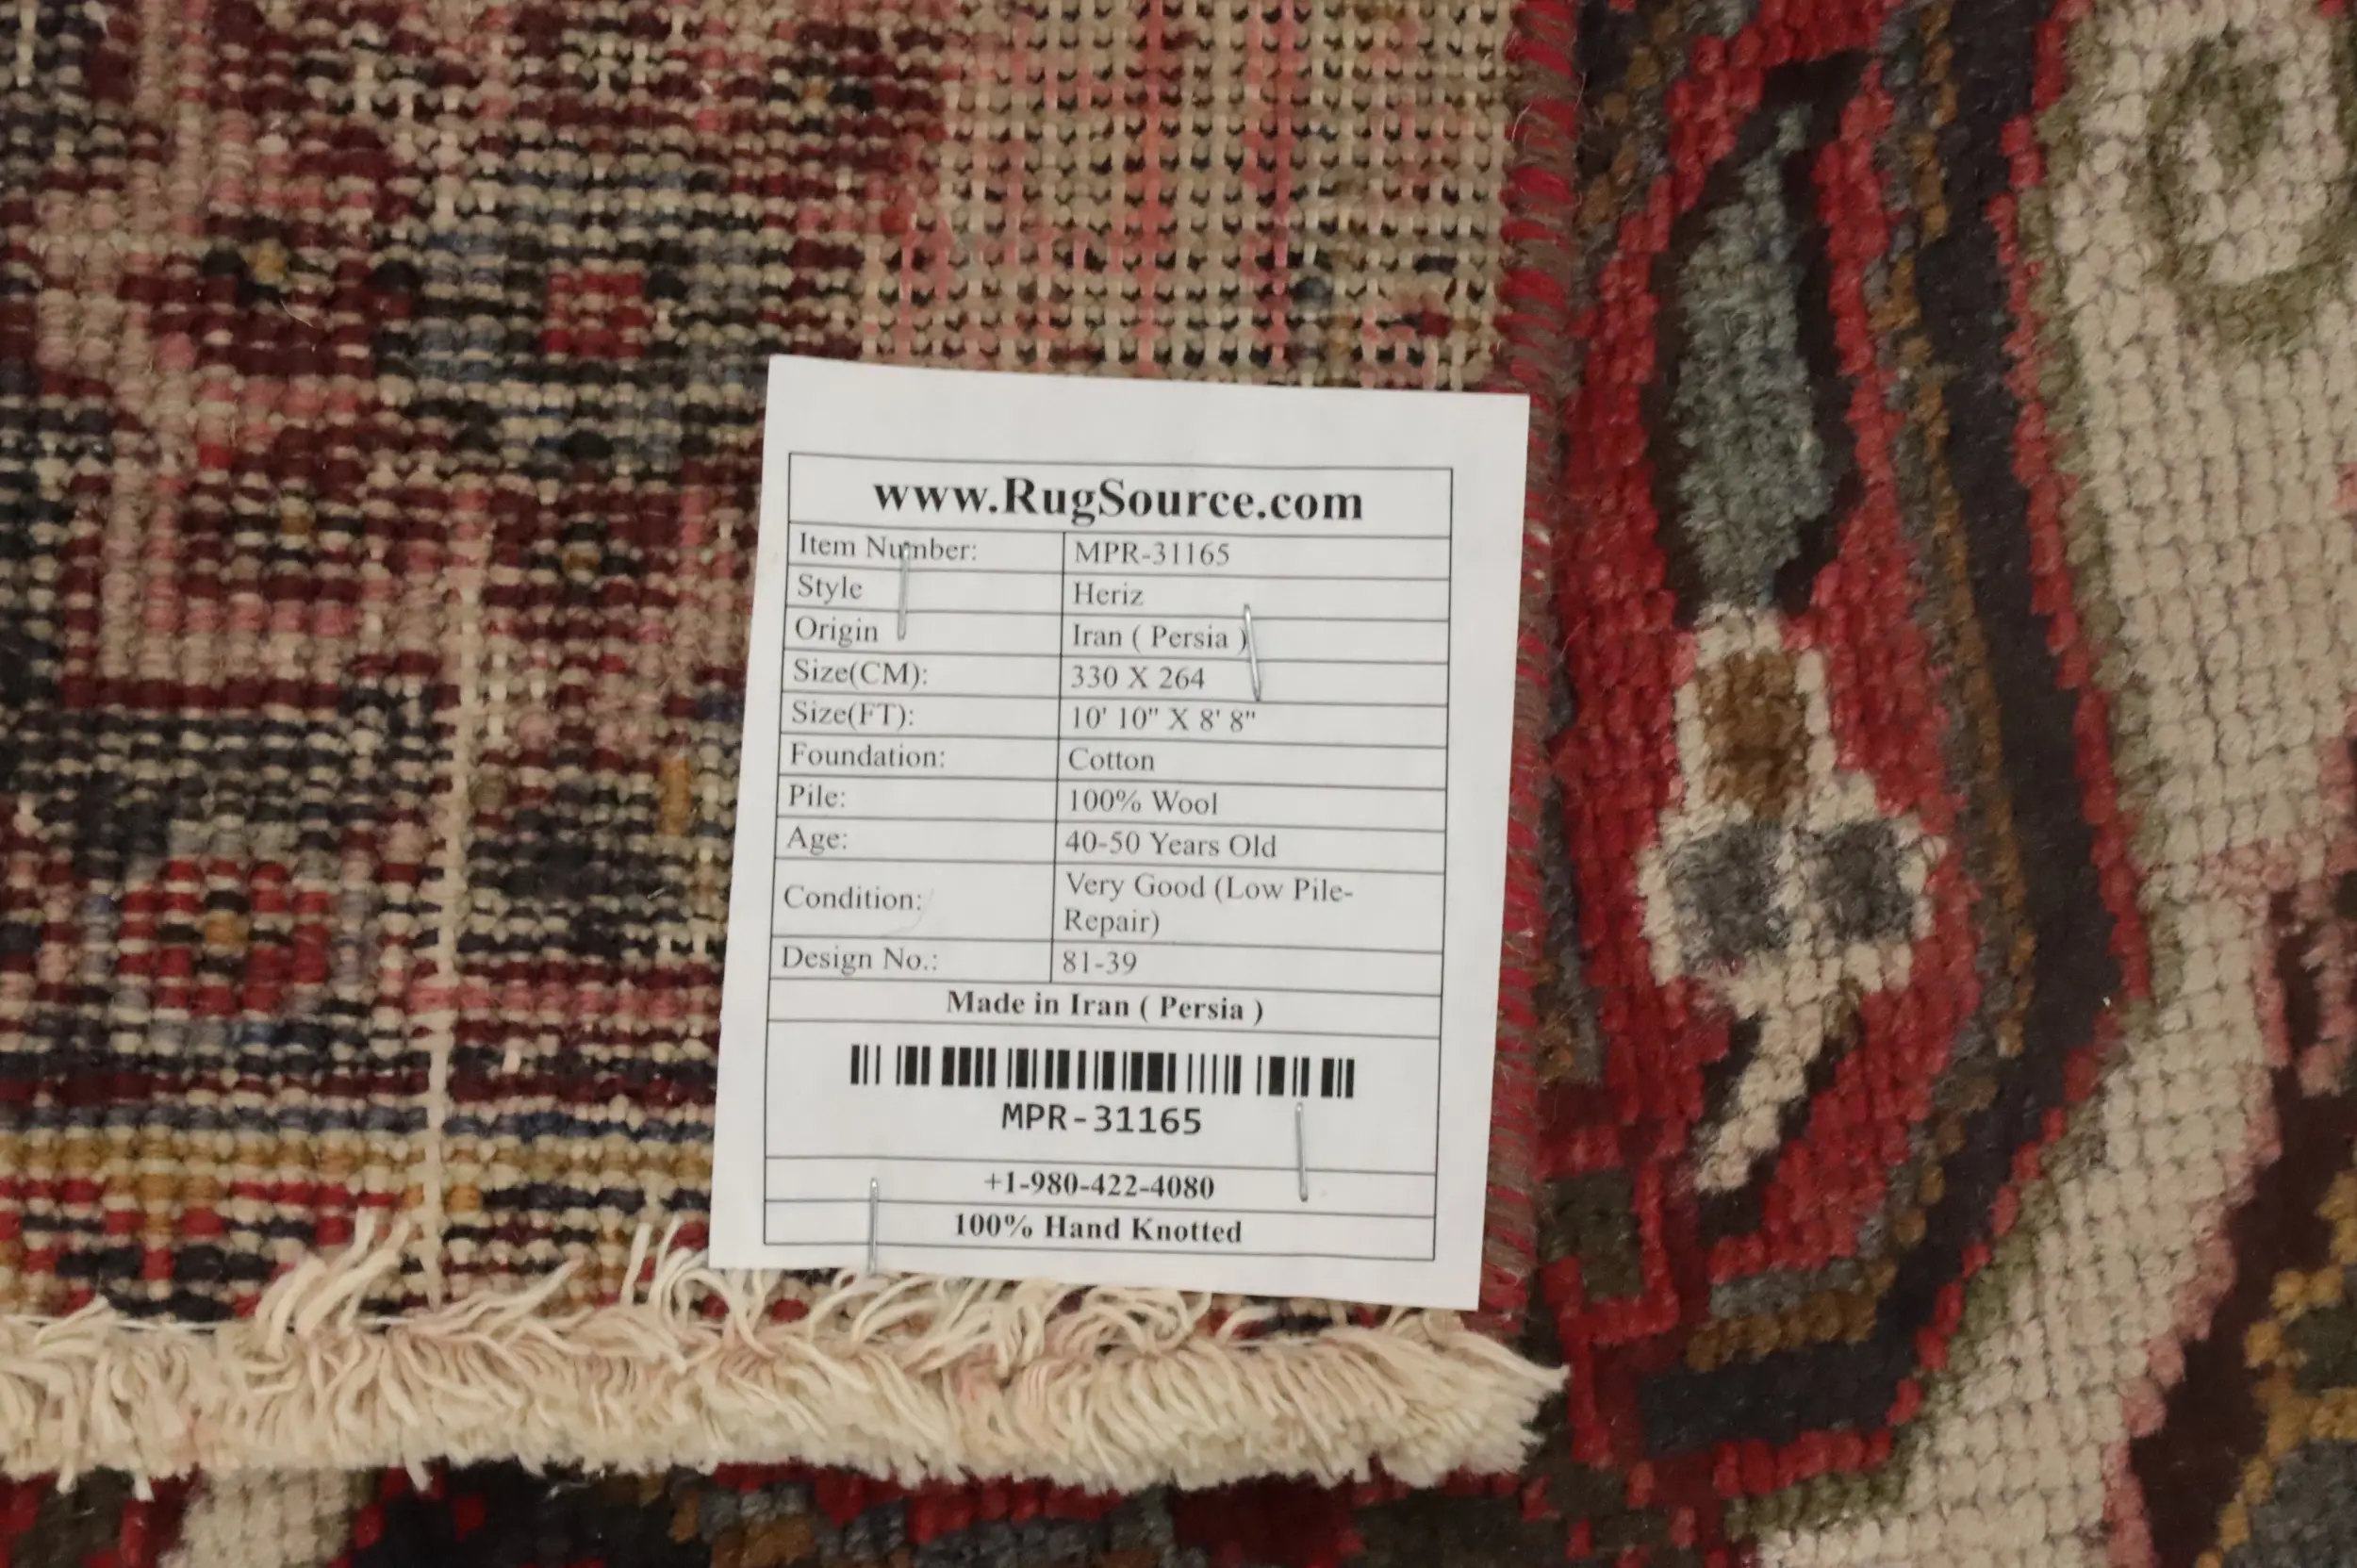 www.RugSource.com
Item Number: MPR-31165
Style Heriz
Origin Iran ( Persia )
Size(CM): 330 X 264
Size(FT): 10' 10" X 8' 8"
Foundation: Cotton
Pile: 100% Wool
Age: 40-50 Years Old
Condition: Very Good (Low Pile-
Repair)
Design No.: 81-39
Made in Iran ( Persia )
MPR-31165
+1-980-422-4080
100% Hand Knotted